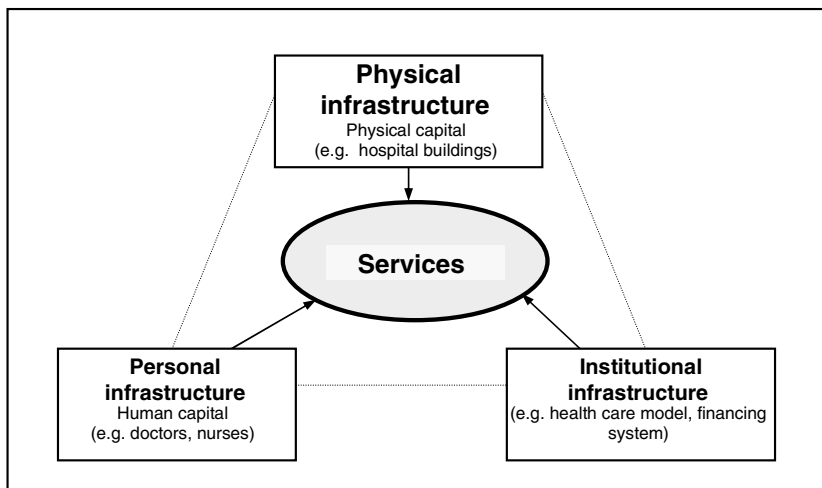 Physical
infrastructure
Physical capital
(e.g. hospital buildings)
Services
Personal
infrastructure
Human capital
(e.g. doctors, nurses)
Institutional
infrastructure
(e.g. health care model, financing
system)